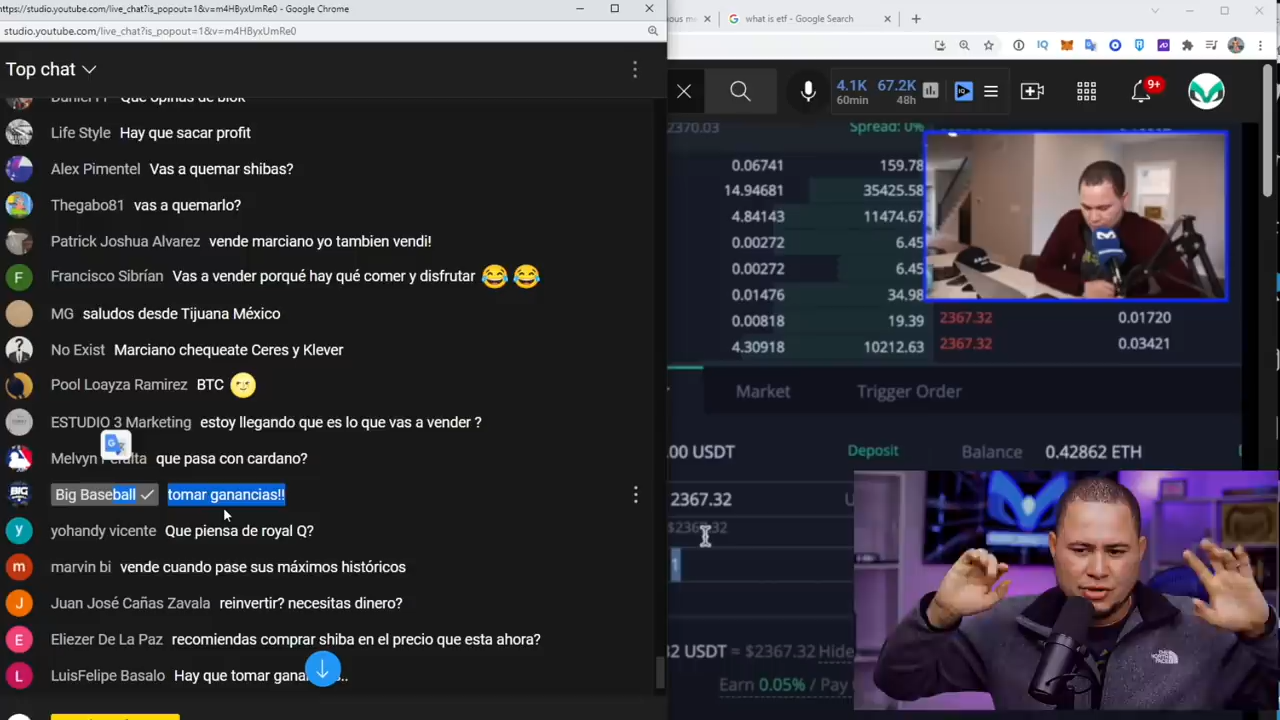 https://studio.youtube.com/live_chat?is_popout=1&v=m4HByxUmRe0 - Google Chrome
studio.youtube.com/live_chat?is_popout=1&v=m4HByxUmRe0
Top chat
Life Style Hay que sacar profit
Alex Pimentel Vas a quemar shibas?
Thegabo81 vas a quemarlo?
Patrick Joshua Alvarez vende marciano yo tambien vendi!
Francisco Sibrían Vas a vender porqué hay qué comer y disfrutar 😂 😂
MG saludos desde Tijuana México
No Exist Marciano chequeate Ceres y Klever
Pool Loayza Ramirez BTC 🌝
ESTUDIO 3 Marketing estoy llegando que es lo que vas a vender ?
Melvyn que pasa con cardano?
Big Baseball ✓ tomar ganancias!!
yohandy vicente Que piensa de royal Q?
marvin bi vende cuando pase sus máximos históricos
Juan José Cañas Zavala reinvertir? necesitas dinero?
Eliezer De La Paz recomiendas comprar shiba en el precio que esta ahora?
LuisFelipe Basalo Hay que tomar
what is etf - Google Search
4.1K 67.2K
60min 48h
9+
2370.03 Spread: 0%
0.06741 159.78
14.94681 35425.58
4.84143 11474.67
0.00272 6.45
0.00272 6.45
0.01476 34.98
0.00818 19.39 2367.32 0.01720
4.30918 10212.63 2367.32 0.03421
Market Trigger Order
.00 USDT Deposit Balance 0.42862 ETH
2367.32
1
32 USDT = $2367.32 Hide
Earn 0.05% / Pay
THE NORTH FACE